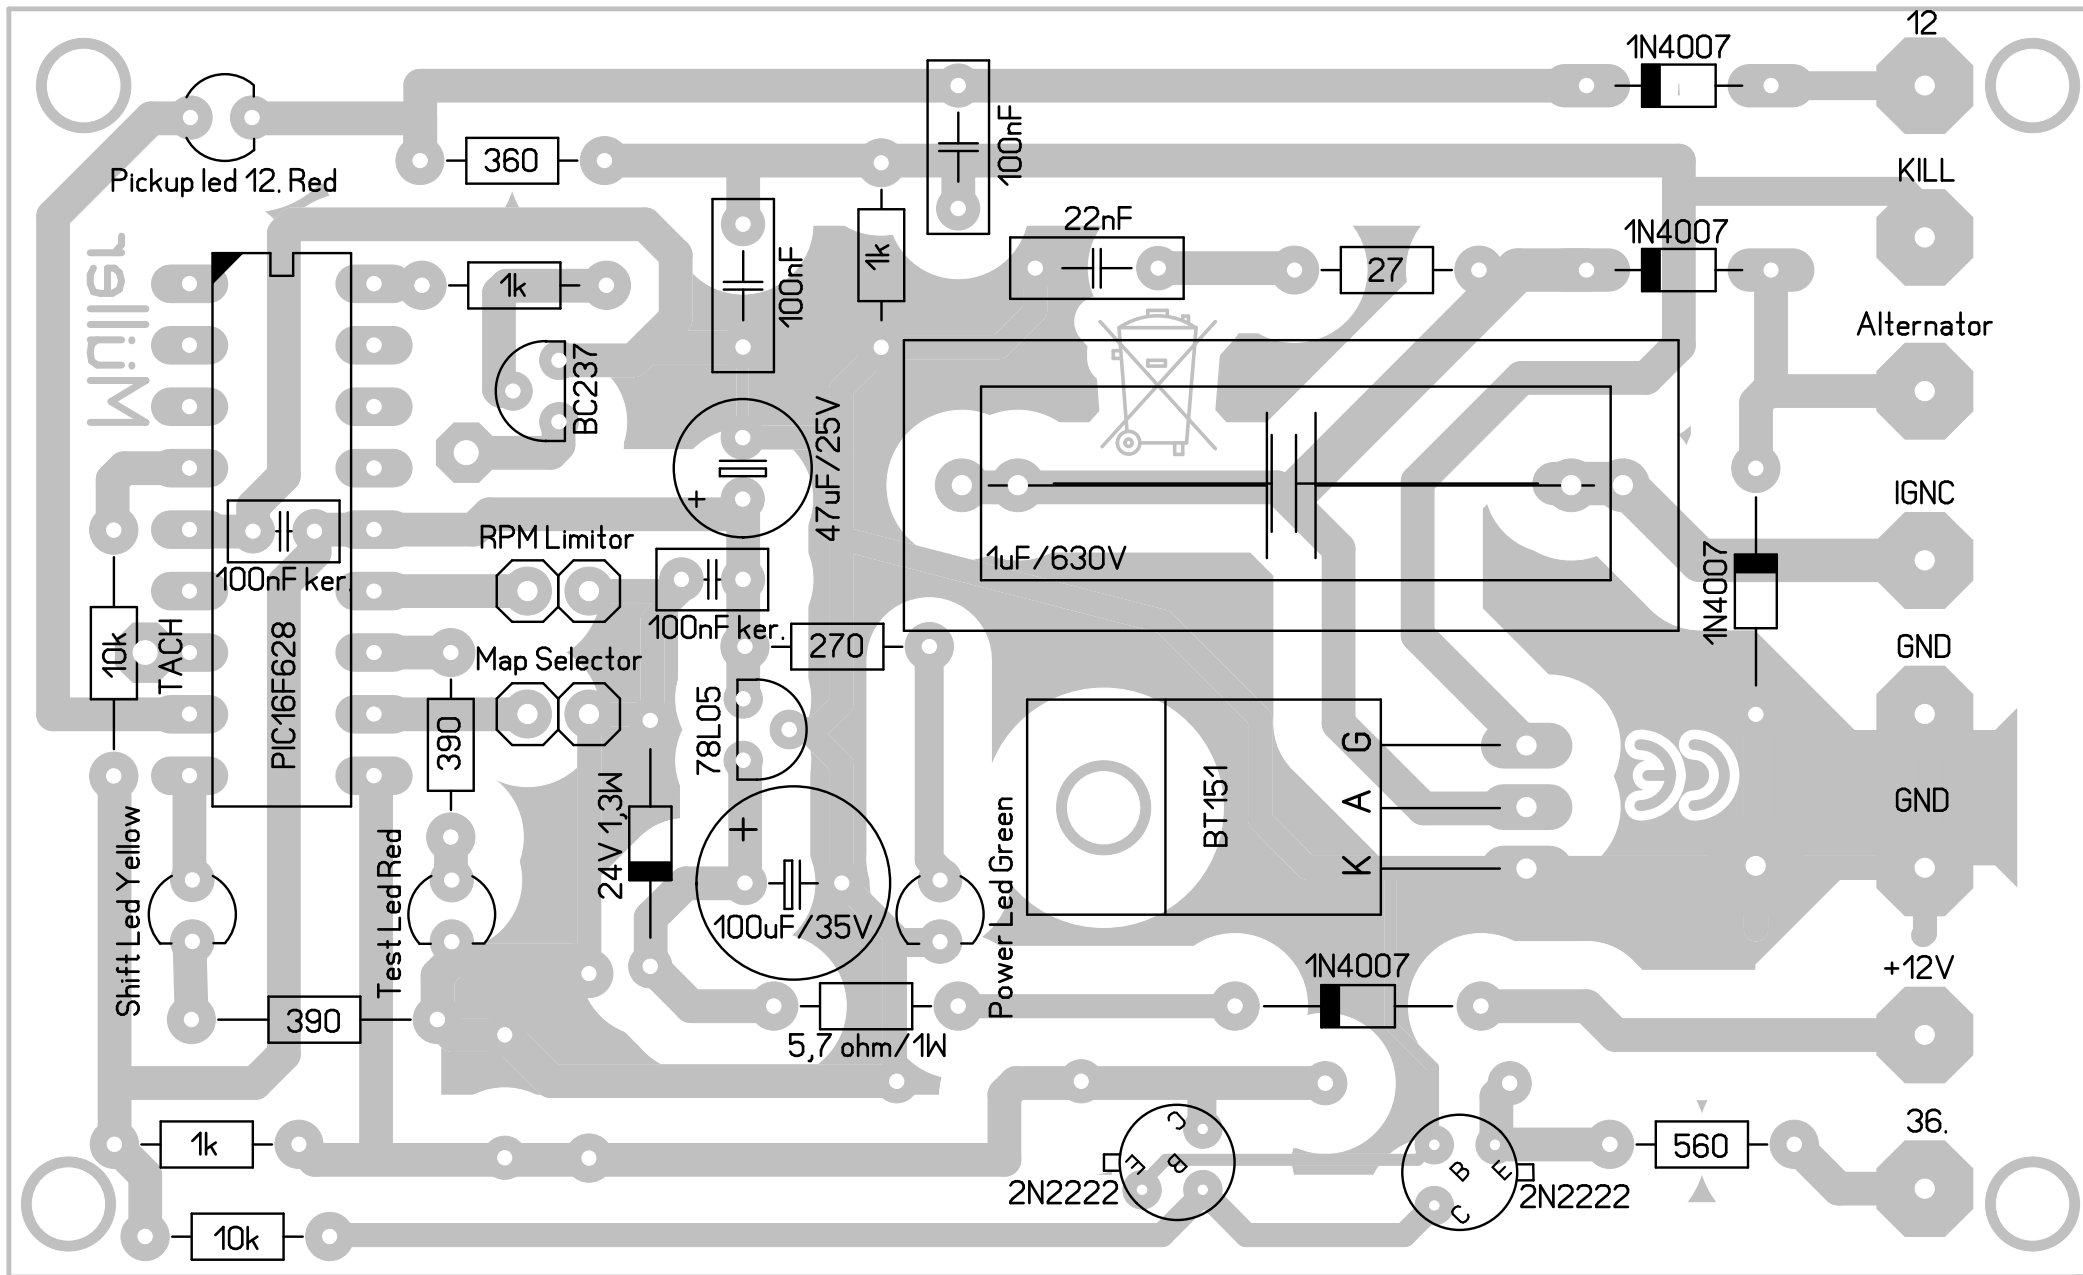 12
1N4007
100nF
360
Pickup led 12. Red
KILL
22nF
1N4007
1k
27
100nF
1k
Müller
Alternator
BC237
47uF/25V
+
IGNC
RPM Limitor
1uF/630V
100nF ker.
1N4007
100nF ker.
270
GND
10k
TACH
PIC16F628
Map Selector
390
78L05
G
BT151
A
K
GND
24V 1,3W
+
100uF/35V
Shift Led Yellow
Test Led Red
Power Led Green
1N4007
+12V
390
5,7 ohm/1W
36.
1k
C
B
E
2N2222
B
E
C
2N2222
560
10k